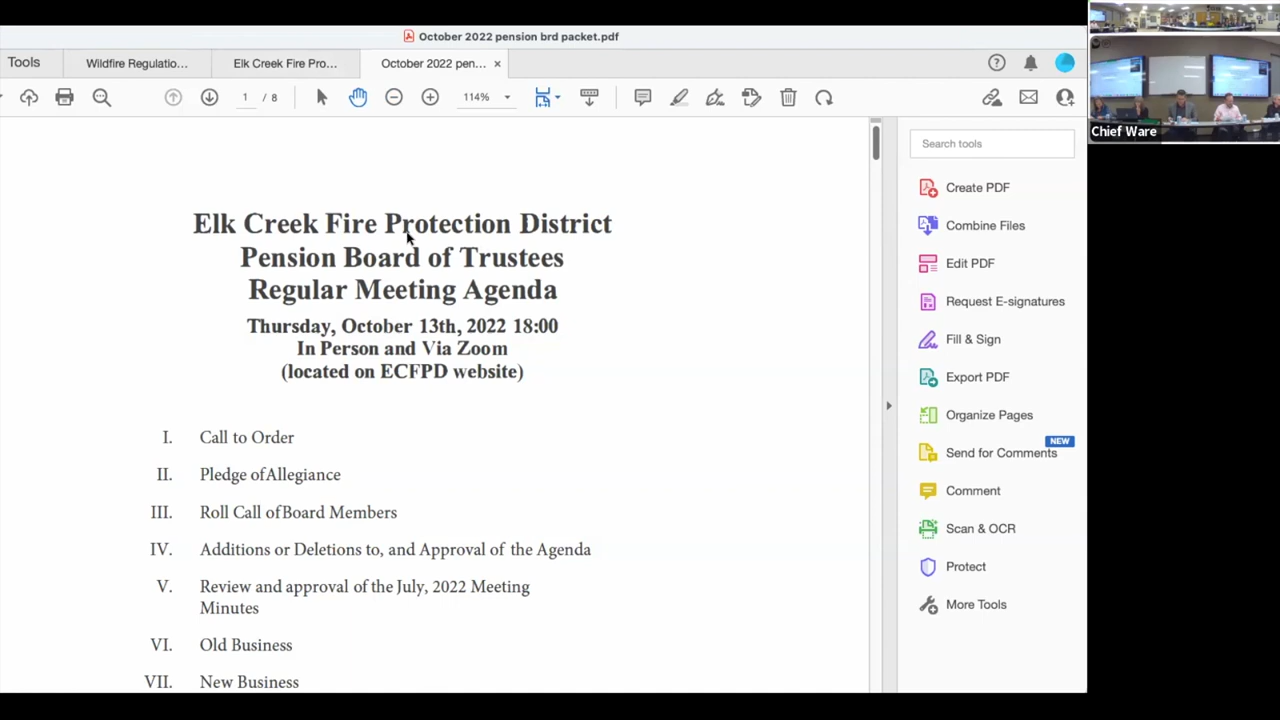 October 2022 pension brd packet.pdf
Tools
Wildfire Regulatio...
Elk Creek Fire Pro...
October 2022 pen...
1 / 8
114%
Search tools
Elk Creek Fire Protection District
Pension Board of Trustees
Regular Meeting Agenda
Thursday, October 13th, 2022 18:00
In Person and Via Zoom
(located on ECFPD website)
I. Call to Order
II. Pledge ofAllegiance
III. Roll Call ofBoard Members
IV. Additions or Deletions to, and Approval of the Agenda
V. Review and approval of the July, 2022 Meeting
Minutes
VI. Old Business
VII. New Business
Create PDF
Combine Files
Edit PDF
Request E-signatures
Fill & Sign
Export PDF
Organize Pages
NEW
Send for Comments
Comment
Scan & OCR
Protect
More Tools
Chief Ware